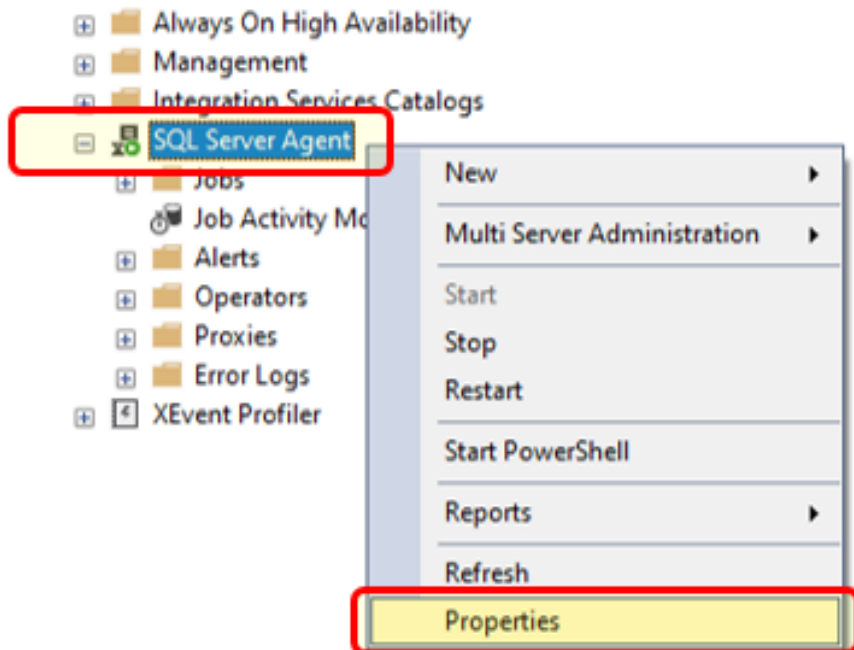 Always On High Availability
Management
Integration Services Catalogs
SQL Server Agent
Jobs
Job Activity Mo
Alerts
Operators
Proxies
Error Logs
XEvent Profiler
New
Multi Server Administration
Start
Stop
Restart
Start PowerShell
Reports
Refresh
Properties